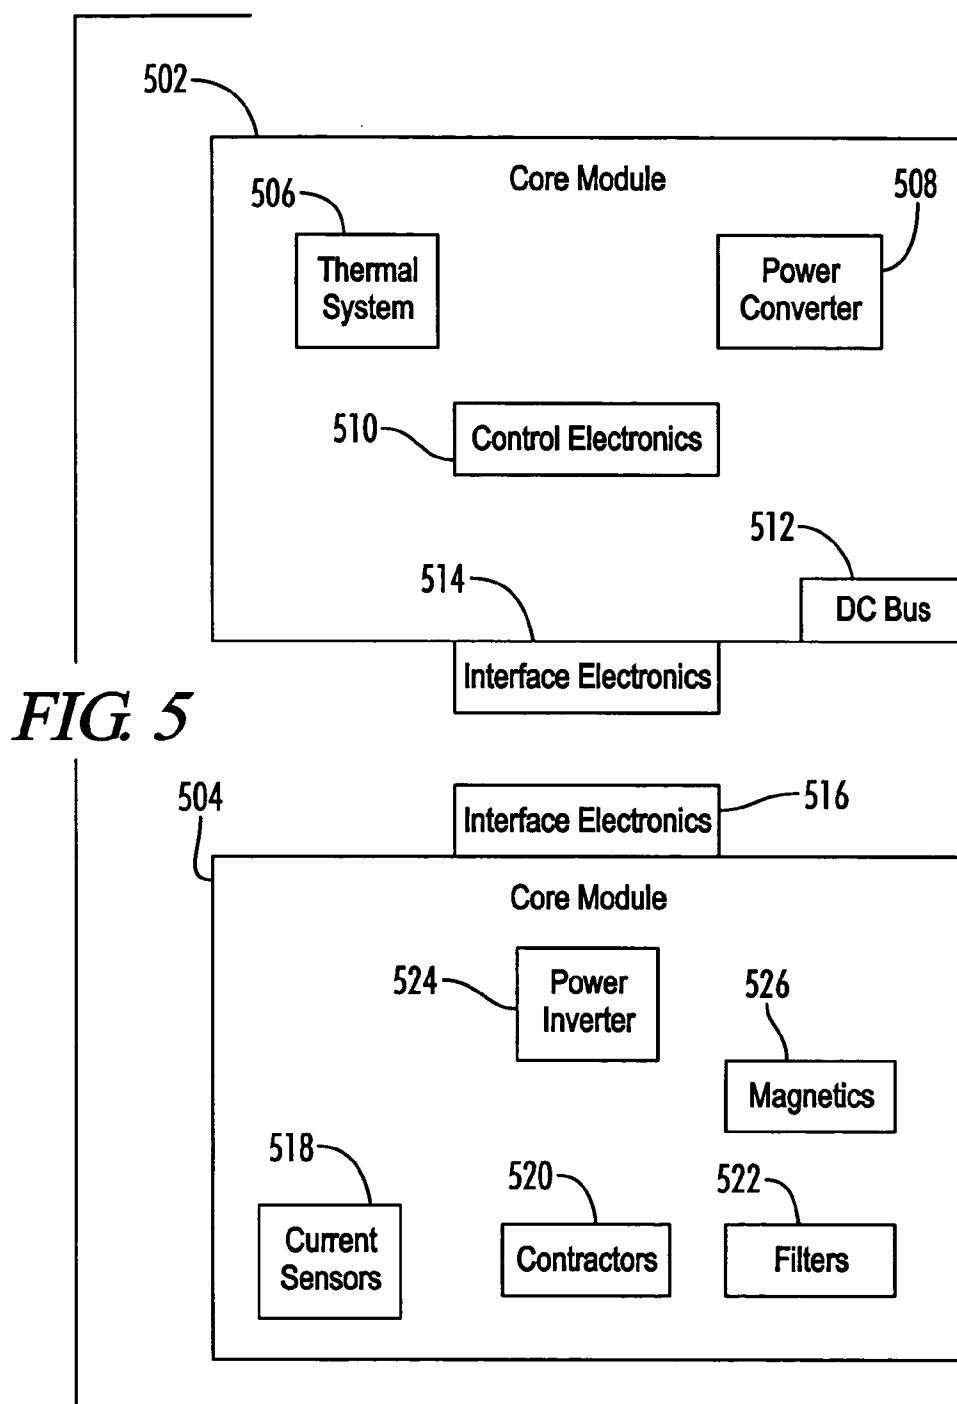 502
Core Module
506
508
Thermal
System
Power
Converter
510
Control Electronics
512
514
DC Bus
Interface Electronics
FIG. 5
504
516
Interface Electronics
Core Module
524
Power
Inverter
526
Magnetics
518
520
522
Current
Sensors
Contractors
Filters